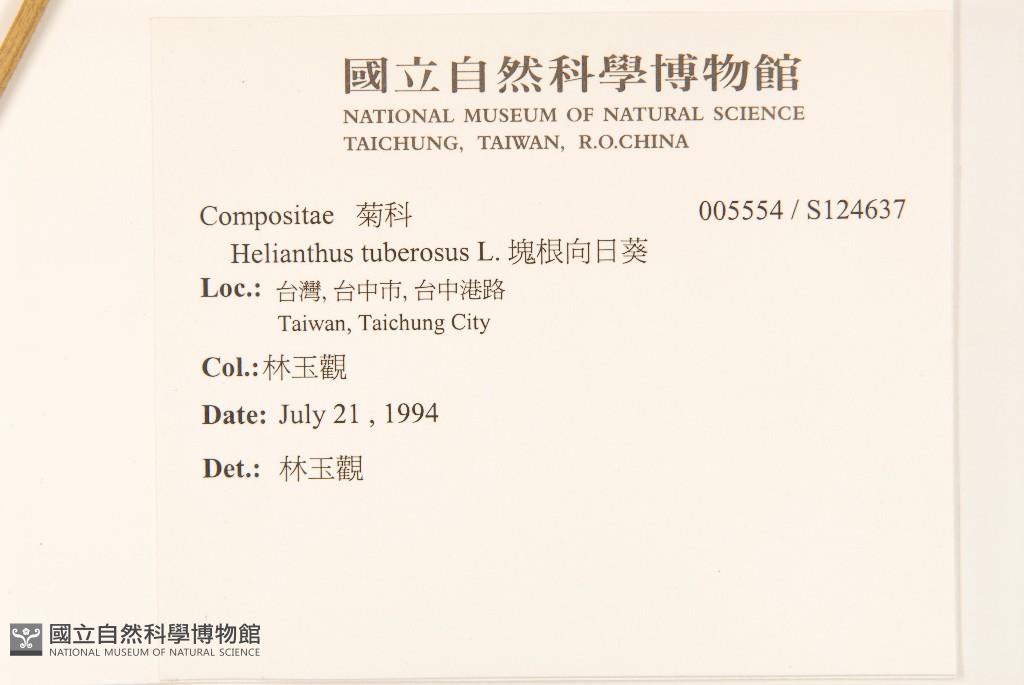 國立自然科學博物館
NATIONAL MUSEUM OF NATURAL SCIENCE
TAICHUNG, TAIWAN, R.O.CHINA
Compositae 菊科 005554 / S124637
Helianthus tuberosus L. 塊根向日葵
Loc.: 台灣, 台中市, 台中港路
Taiwan, Taichung City
Col.: 林玉觀
Date: July 21 , 1994
Det.: 林玉觀
國立自然科學博物館
NATIONAL MUSEUM OF NATURAL SCIENCE